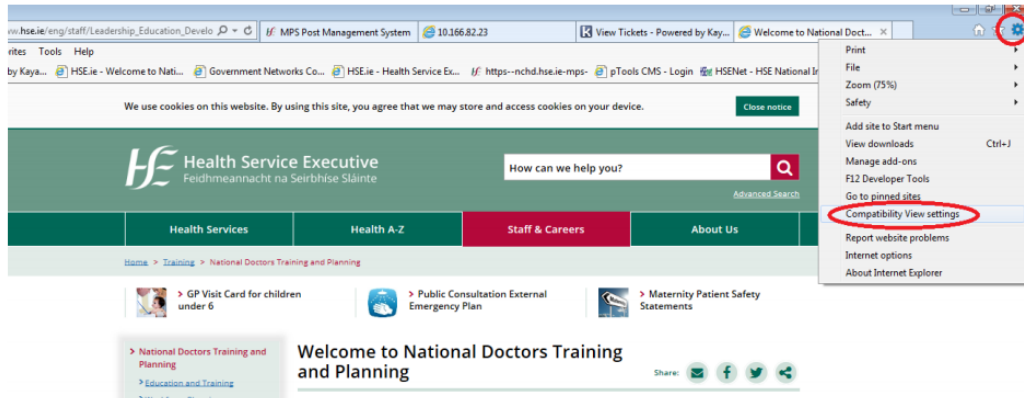 ww.hse.ie/eng/staff/Leadership_Education_Develo
MPS Post Management System
10.166.82.23
View Tickets - Powered by Kay...
Welcome to National Doct...
rites Tools Help
by Kaya...
HSE.ie - Welcome to Nati...
Government Networks Co...
HSE.ie - Health Service Ex...
https--nchd.hse.ie-mps-
pTools CMS - Login
HSENet - HSE National Ir
Print
File
Zoom (75%)
Safety
Add site to Start menu
View downloads Ctrl+J
Manage add-ons
F12 Developer Tools
Go to pinned sites
Compatibility View settings
Report website problems
Internet options
About Internet Explorer
We use cookies on this website. By using this site, you agree that we may store and access cookies on your device.
Close notice
Health Service Executive
Feidhmeannacht na Seirbhíse Sláinte
How can we help you?
Advanced Search
Health Services
Health A-Z
Staff & Careers
About Us
Home > Training > National Doctors Training and Planning
> GP Visit Card for children
under 6
> Public Consultation External
Emergency Plan
> Maternity Patient Safety
Statements
> National Doctors Training and
Planning
> Education and Training
Welcome to National Doctors Training
and Planning
Share: